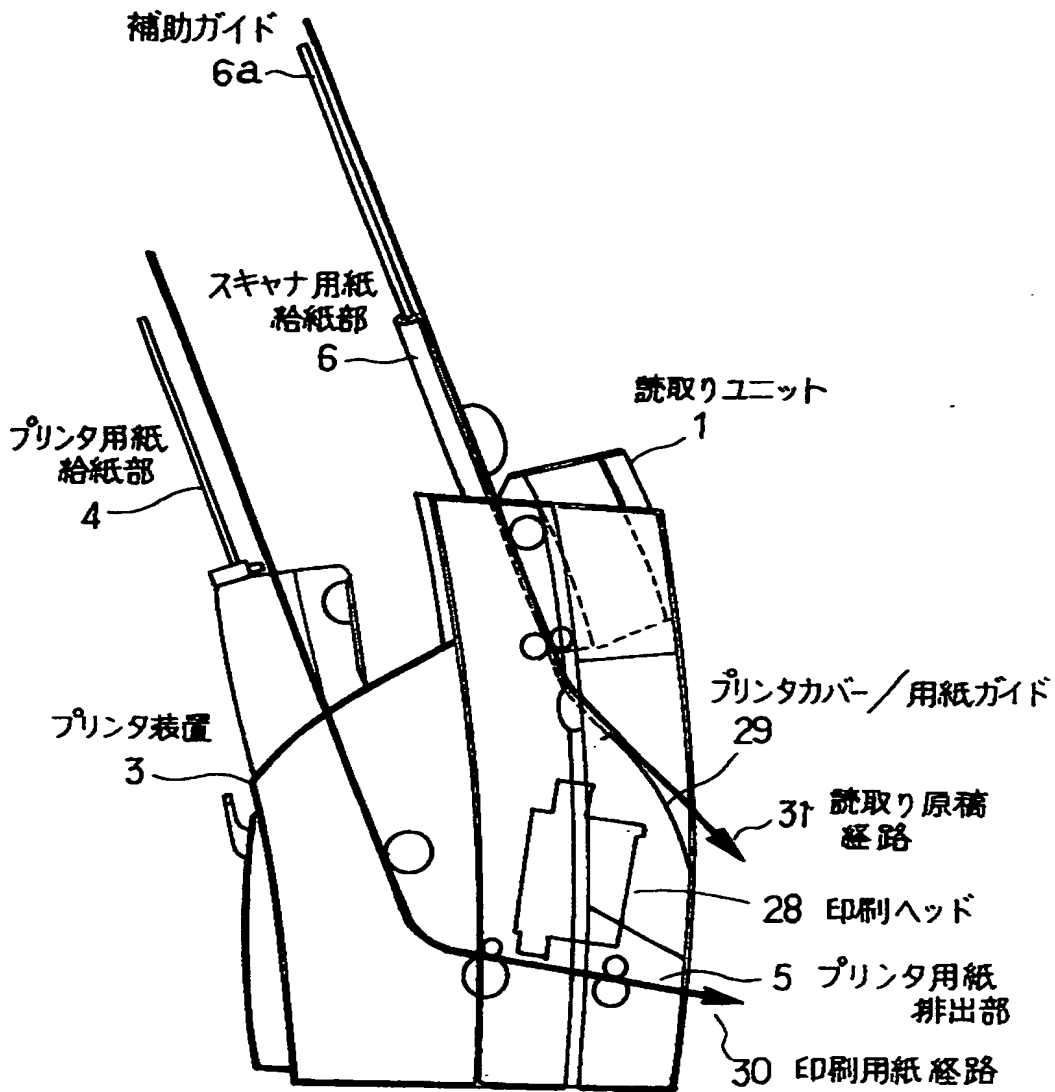 補助ガイド
6a
スキャナ用紙
給紙部
6
読取りユニット
1
プリンタ用紙
給紙部
4
プリンタカバー/用紙ガイド
29
プリンタ装置
3
31 読取り原稿
経路
28 印刷ヘッド
5 プリンタ用紙
排出部
30 印刷用紙経路